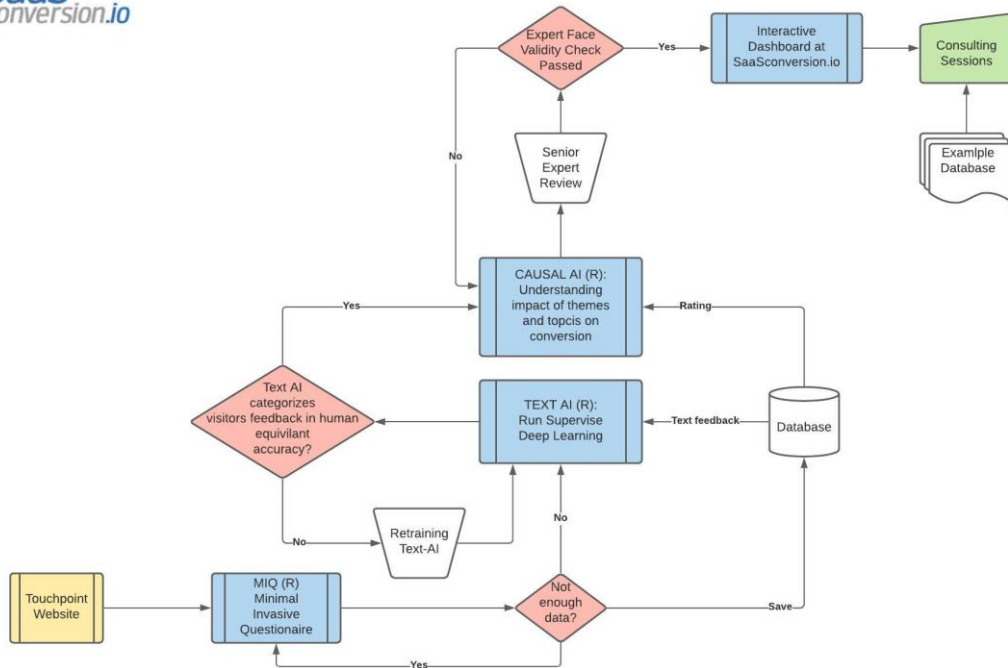 conversion.io
Expert Face
Validity Check
Passed
Yes
Interactive
Dashboard at
SaaSconversion.io
Consulting
Sessions
No
Senior
Expert
Review
Examlple
Database
CAUSAL AI (R):
Understanding
impact of themes
and topcis on
conversion
Yes
Rating
Text AI
categorizes
visitors feedback in human
equivilant
accuracy?
TEXT AI (R):
Run Supervise
Deep Learning
Text feedback
Database
No
Retraining
Text-AI
No
Touchpoint
Website
MIQ (R)
Minimal
Invasive
Questionaire
Not
enough
data?
Save
Yes